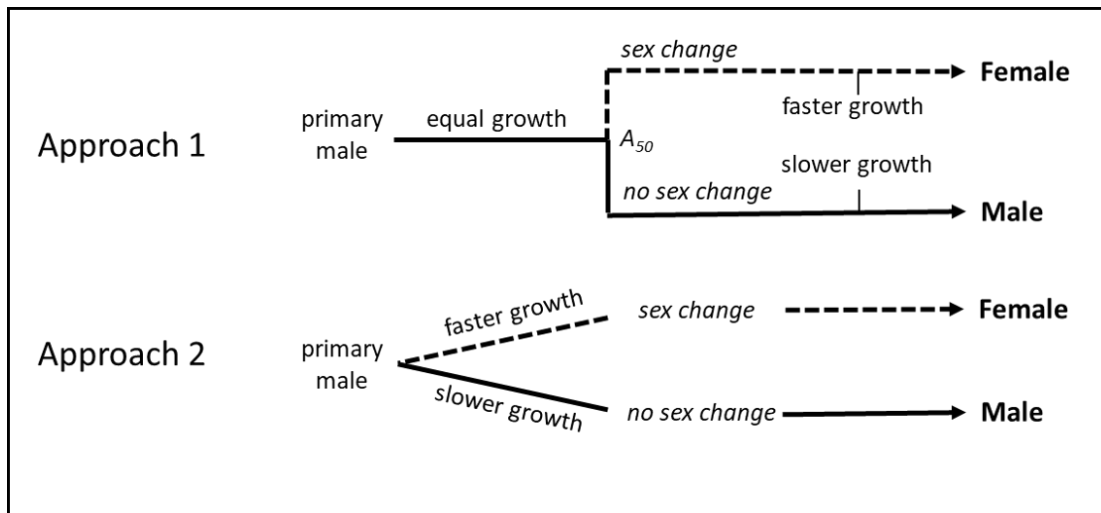 sex change
Female
faster growth
primary
male
equal growth
Approach 1
A50
slower growth
no sex change
Male
faster growth
sex change
Female
Approach 2
primary
male
slower growth
no sex change
Male